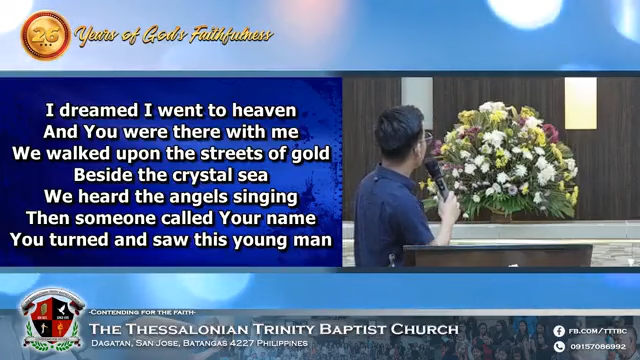 26
Years of God's Faithfulness
I dreamed I went to heaven
And You were there with me
We walked upon the streets of gold
Beside the crystal sea
We heard the angels singing
Then someone called Your name
You turned and saw this young man
-Contending for the faith-
The Thessalonian Trinity Baptist Church
Dagatan, San Jose, Batangas 4227 Philippines
FB.COM/TTTBC
09157086992